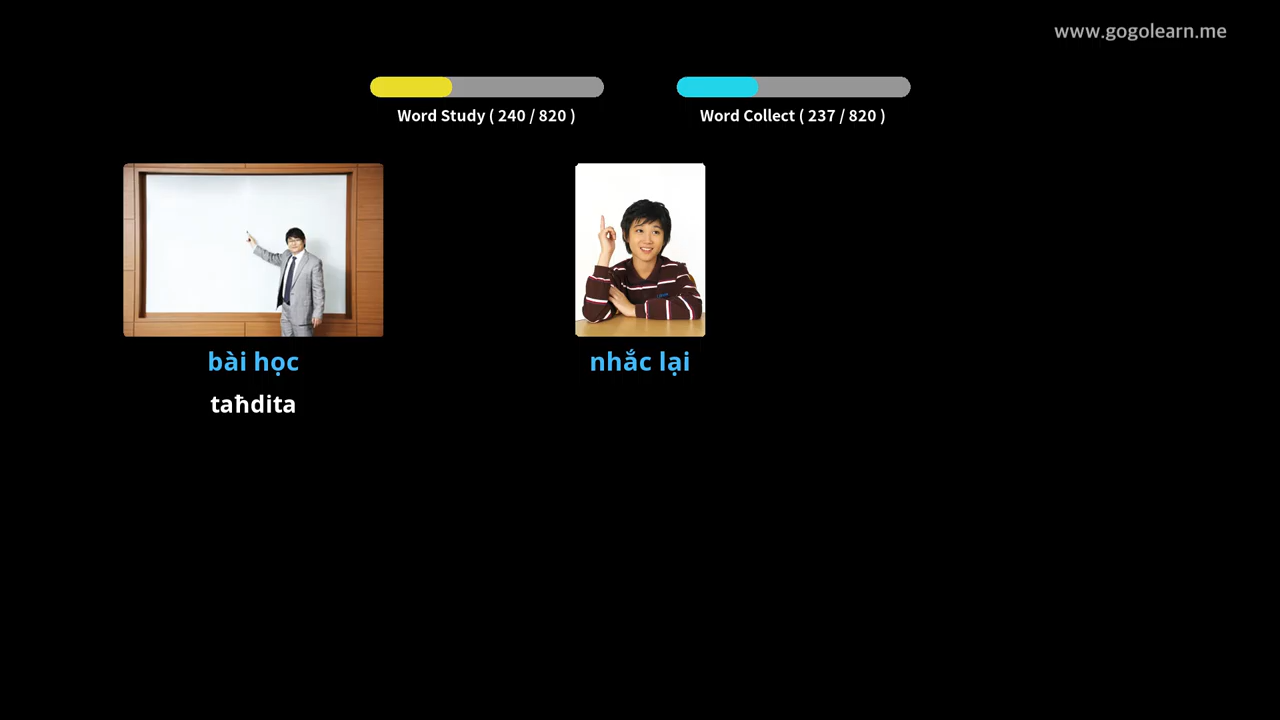 www.gogolearn.me
Word Study ( 240 / 820 )
Word Collect ( 237 / 820 )
bài học
nhắc lại
taħdita